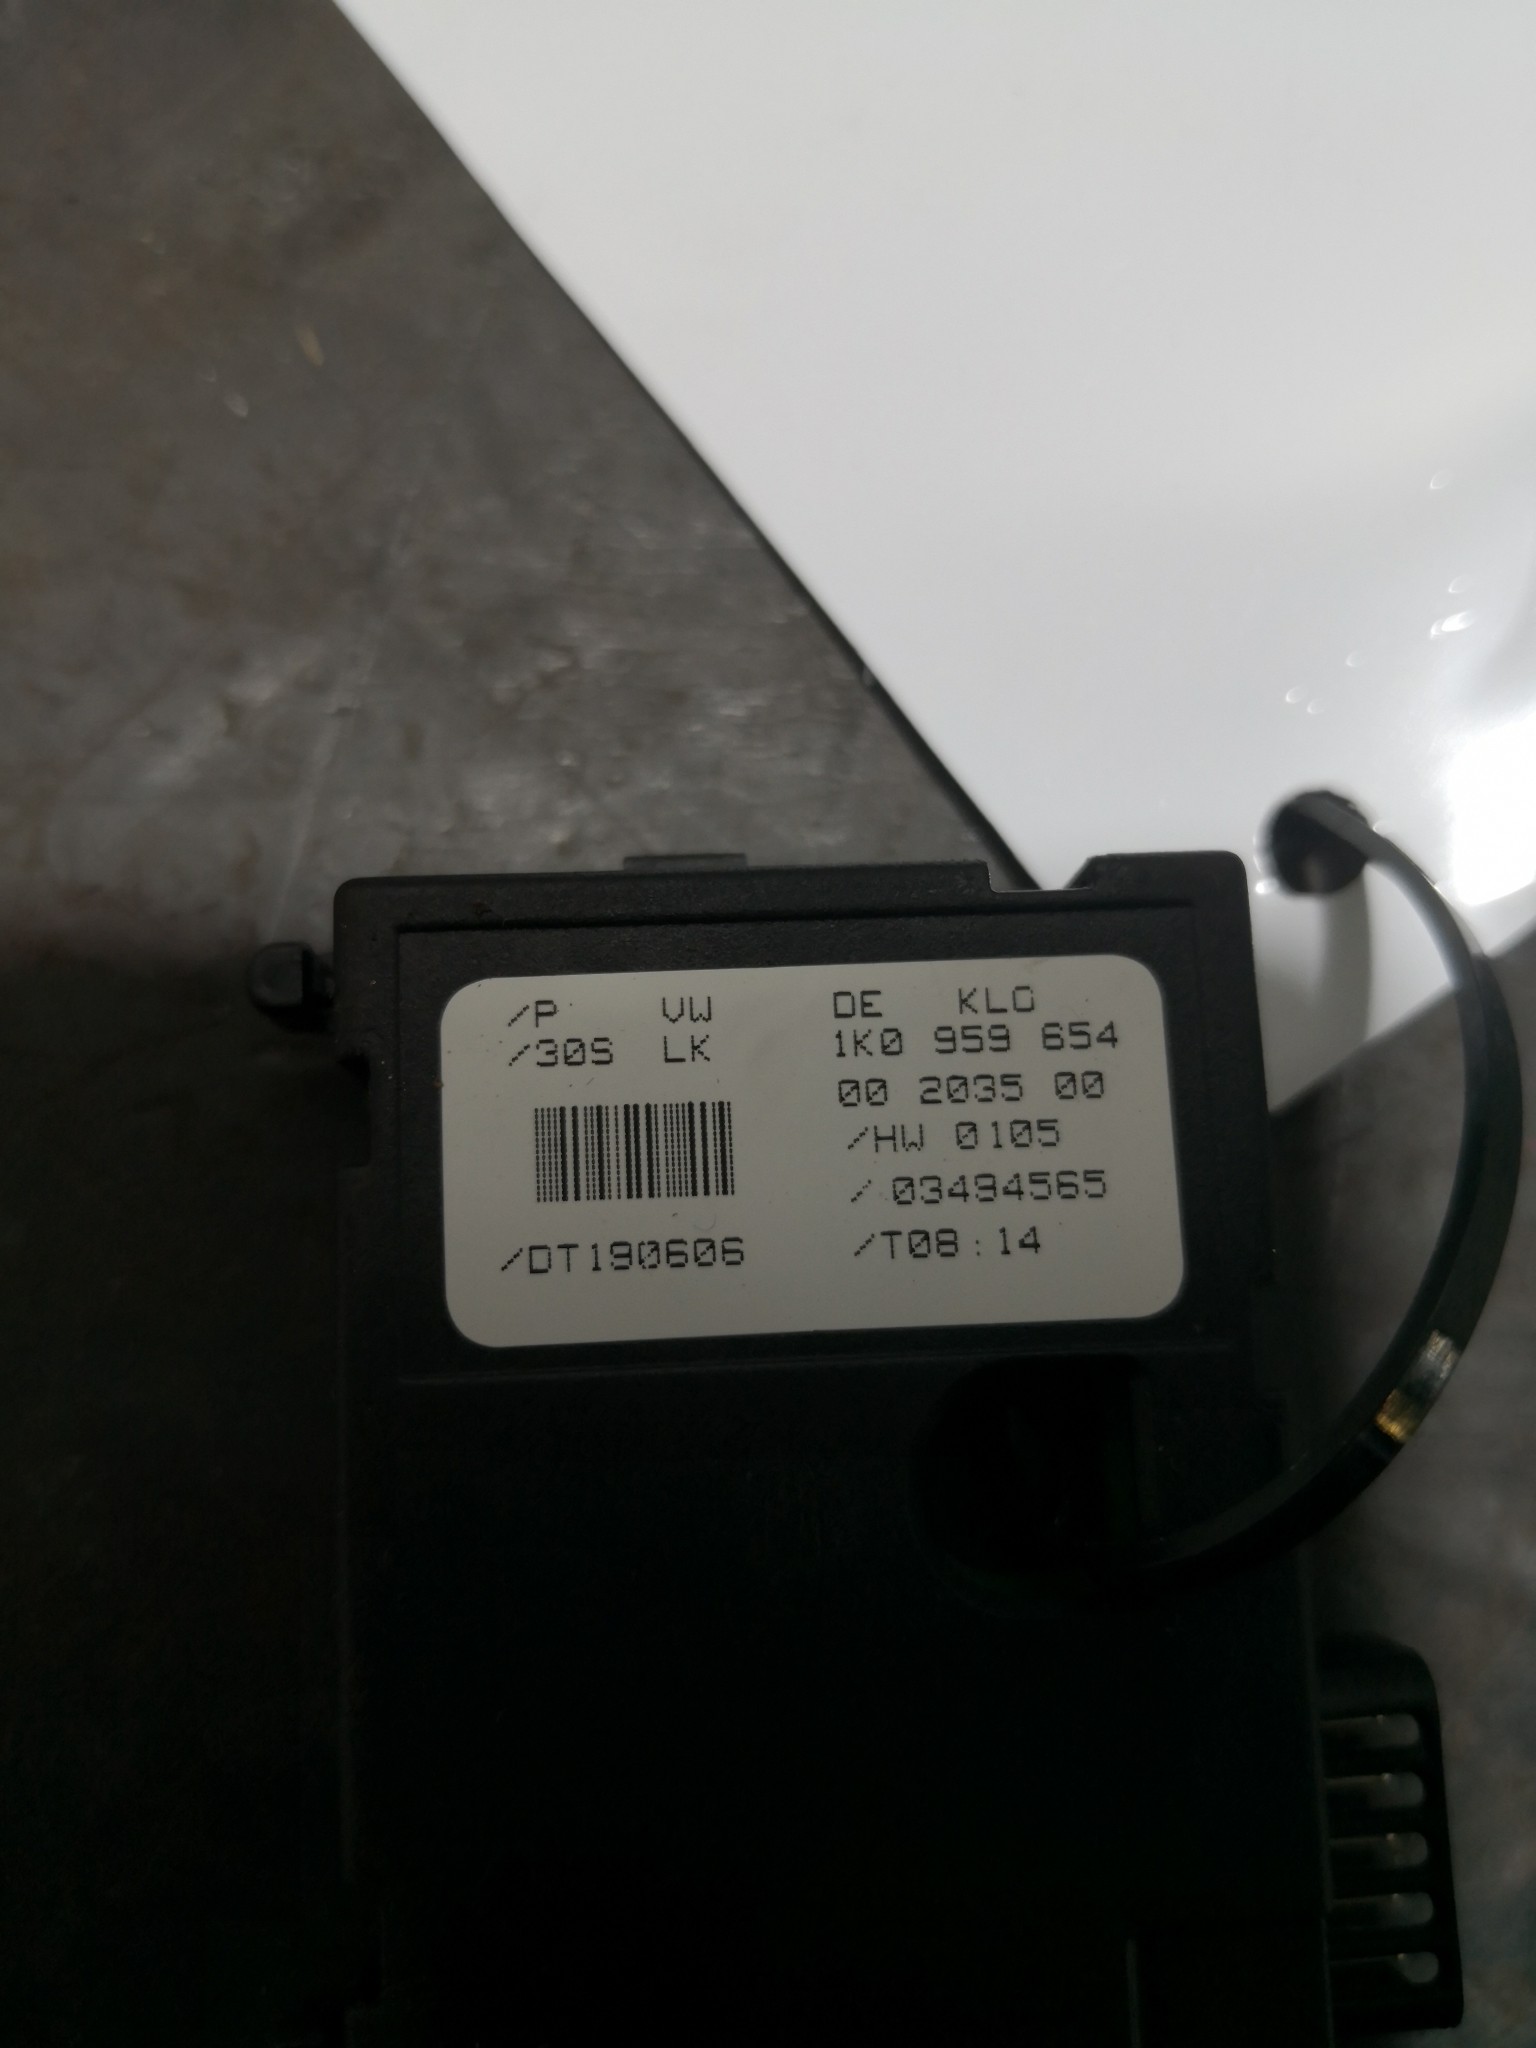 /P VW DE KLO
/30S LK 1K0 959 654
00 2035 00
/HW 0105
/ 03494565
/DT190606 /T08:14